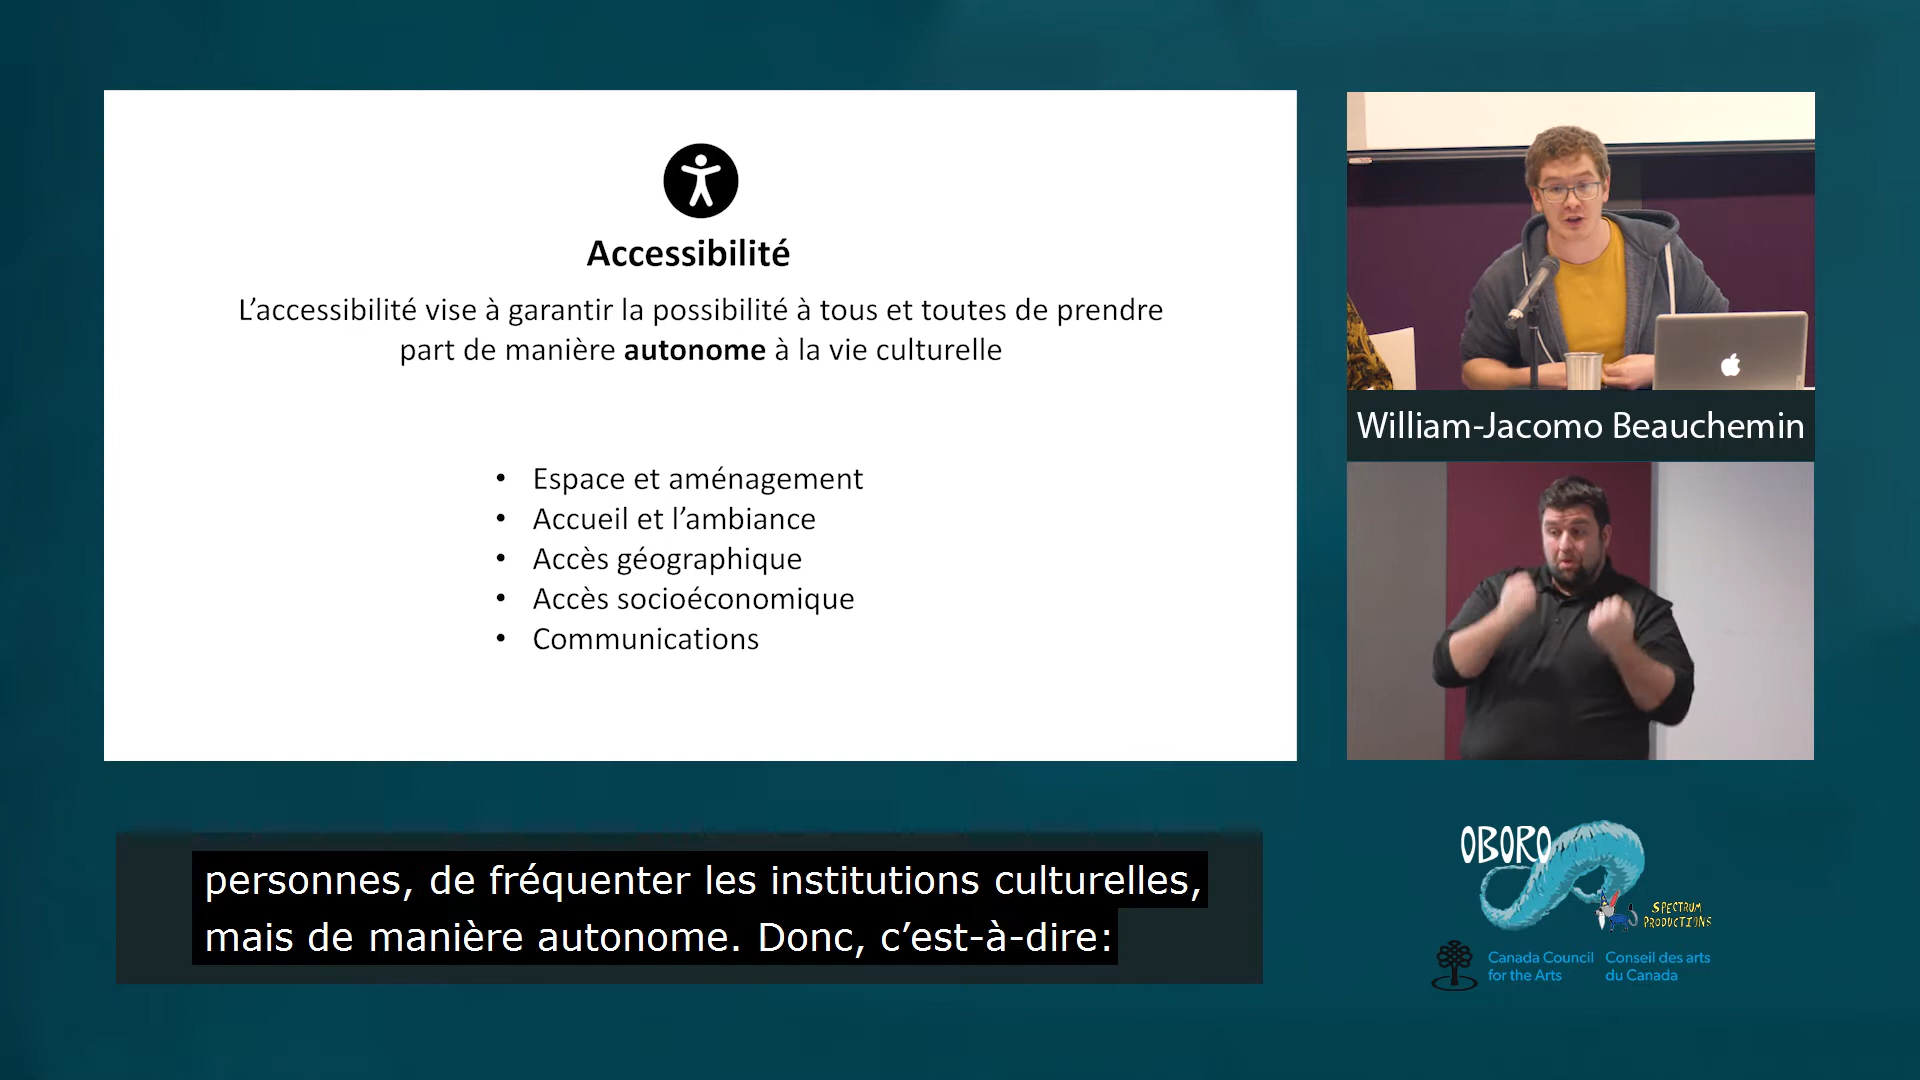 Accessibilité
L’accessibilité vise à garantir la possibilité à tous et toutes de prendre
part de manière autonome à la vie culturelle
• Espace et aménagement
• Accueil et l’ambiance
• Accès géographique
• Accès socioéconomique
• Communications
William-Jacomo Beauchemin
personnes, de fréquenter les institutions culturelles,
mais de manière autonome. Donc, c’est-à-dire:
OBORO
SPECTRUM
PRODUCTIONS
Canada Council
for the Arts
Conseil des arts
du Canada